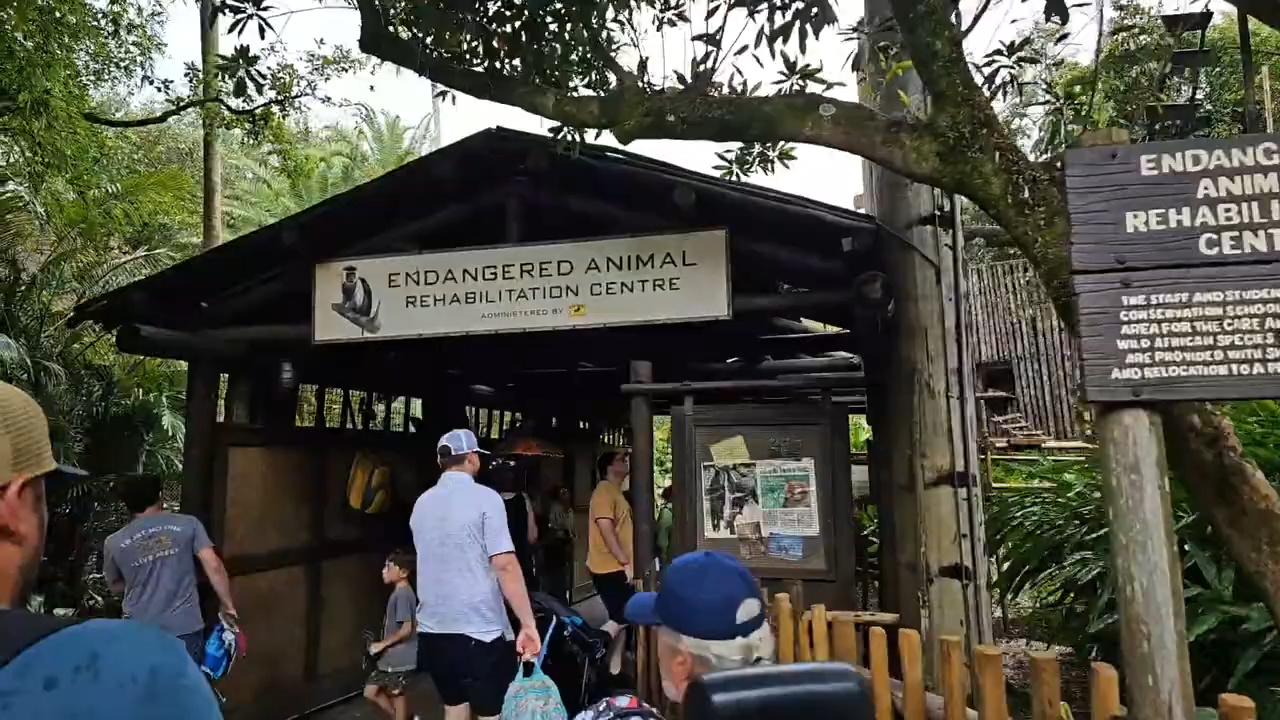 ENDANGERED ANIMAL
REHABILITATION CENTRE
ADMINISTERED BY
ENDANG
ANIM
REHABILI
CENT
THE STAFF AND STUDEN
CONSERVATION SCHOO
AREA FOR THE CARE A
WILD AFRICAN SPECIES
ARE PROVIDED WITH S
AND RELOCATION TO A P